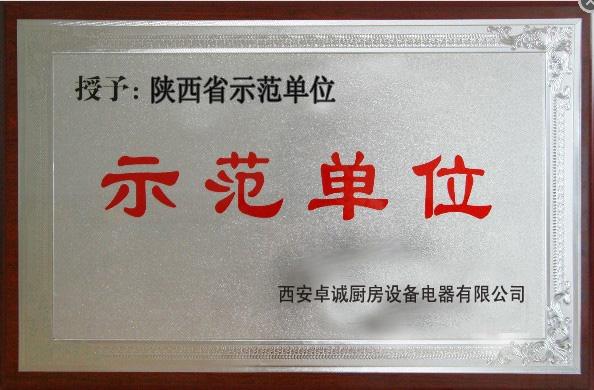 授予：陕西省示范单位
示范单位
西安卓诚厨房设备电器有限公司